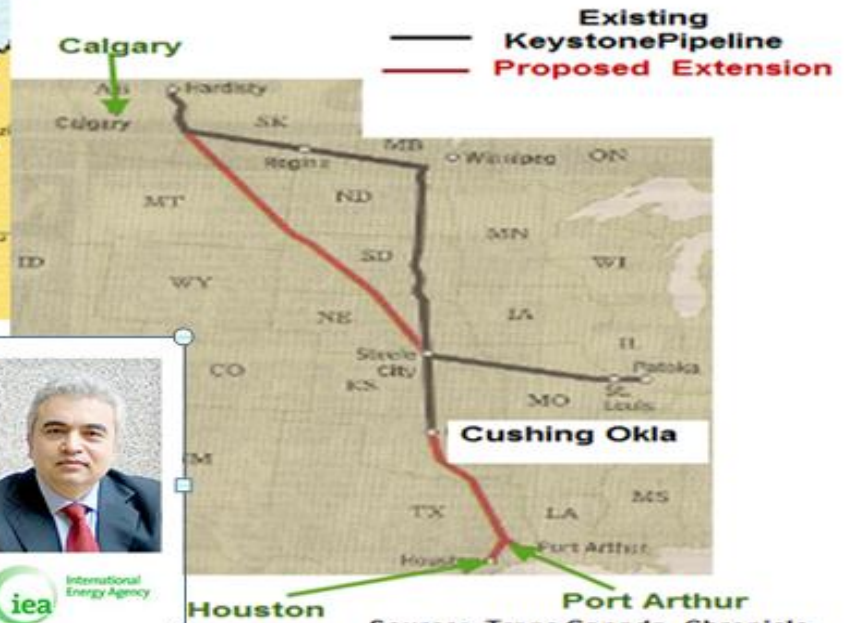 Existing
KeystonePipeline
Proposed Extension
Calgary
Hardisty
Calgary
SK
MB
Winnipeg
ON
Regina
MT
ND
MN
ID
SD
WI
WY
NE
IA
Steele
City
IL
Patoka
CO
KS
MO
St.
Louis
Cushing Okla
TX
LA
MS
Port Arthur
Houston
iea
International
Energy Agency
Houston
Port Arthur